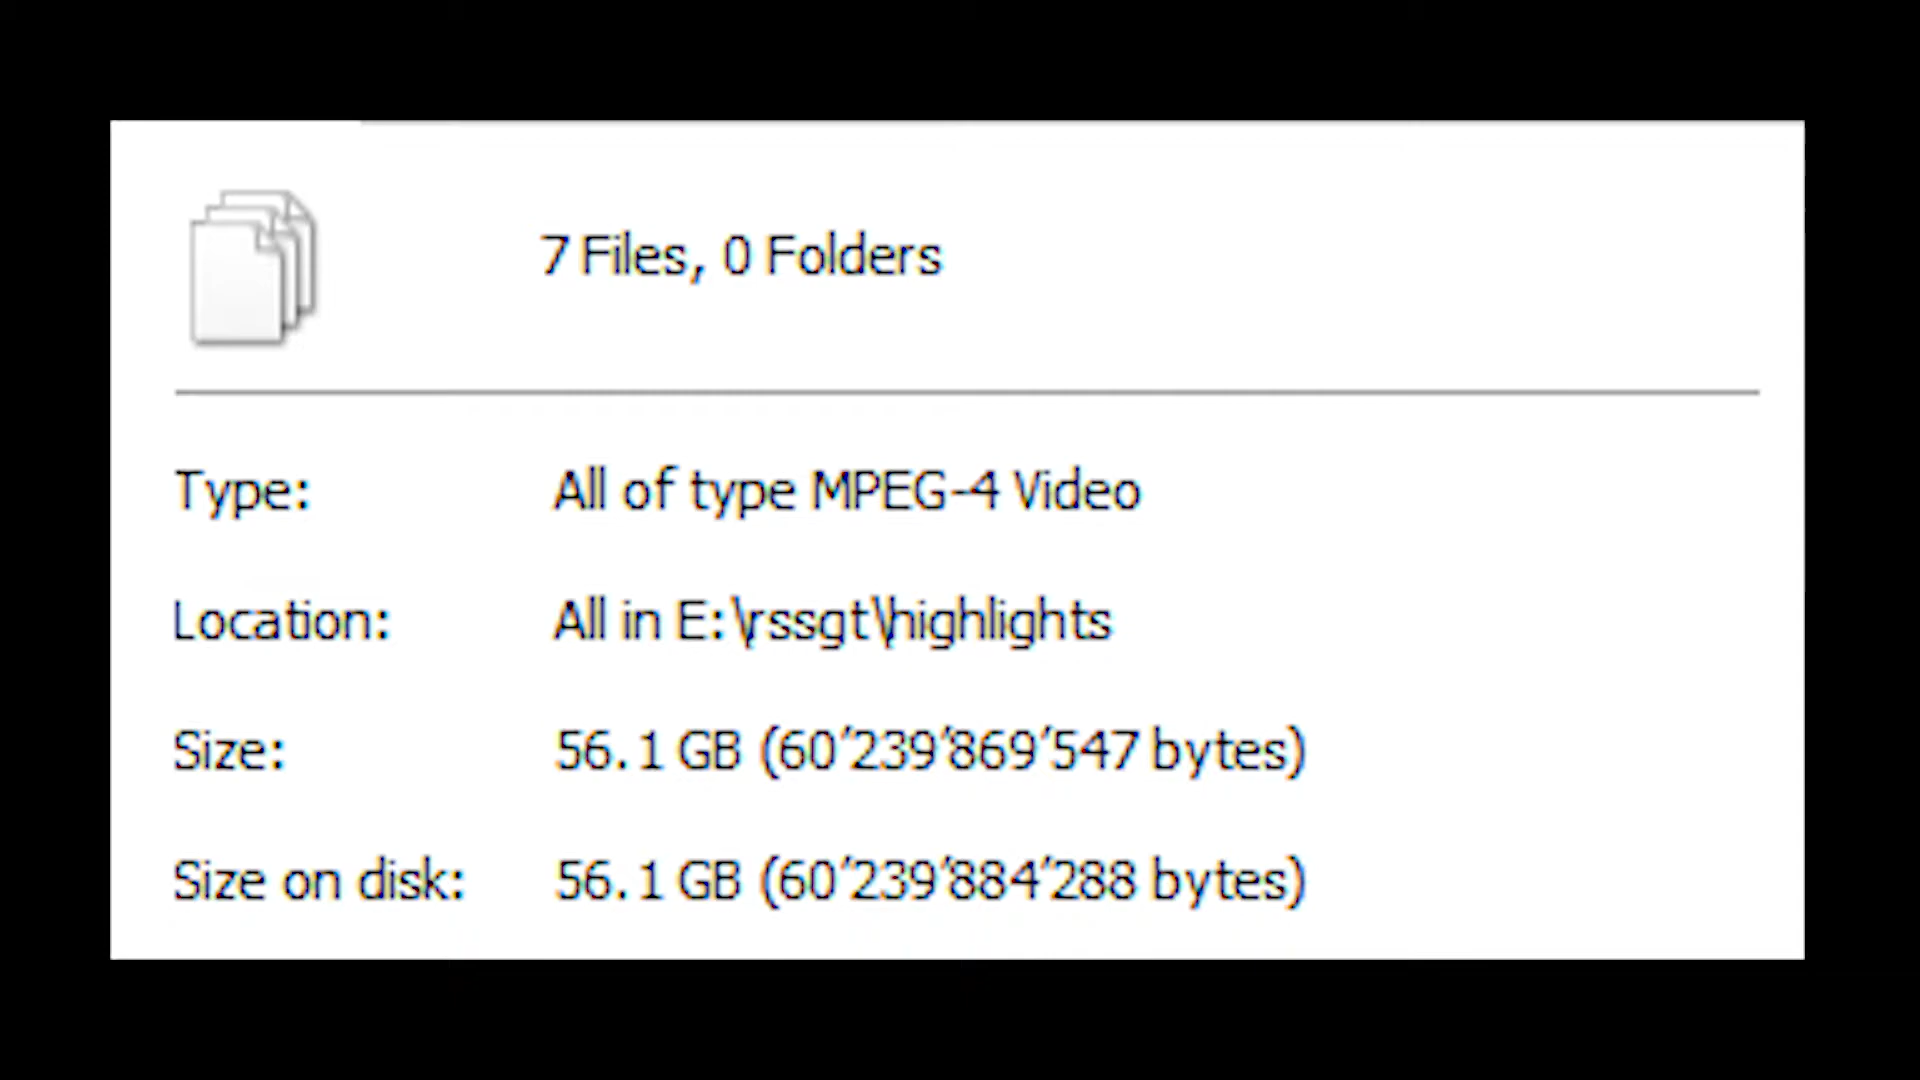 7 Files, 0 Folders
Type: All of type MPEG-4 Video
Location: All in E:\rssgt\highlights
Size: 56.1 GB (60’239’869’547 bytes)
Size on disk: 56.1 GB (60’239’884’288 bytes)